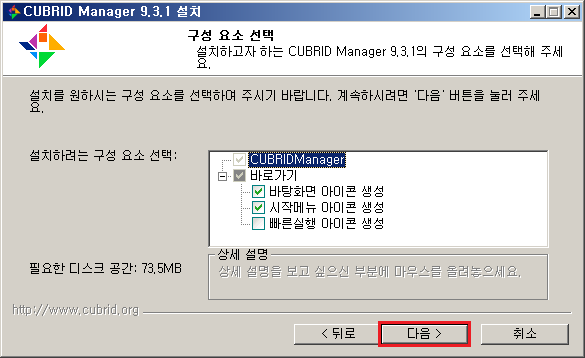 CUBRID Manager 9.3.1 설치
구성 요소 선택
설치하고자 하는 CUBRID Manager 9.3.1의 구성 요소를 선택해 주세
요.
설치를 원하시는 구성 요소를 선택하여 주시기 바랍니다. 계속하시려면 '다음' 버튼을 눌러 주세
요.
설치하려는 구성 요소 선택:
CUBRIDManager
바로가기
바탕화면 아이콘 생성
시작메뉴 아이콘 생성
빠른실행 아이콘 생성
필요한 디스크 공간: 73.5MB
상세 설명
상세 설명을 보고 싶으신 부분에 마우스를 올려놓으세요.
http://www.cubrid.org
< 뒤로
다음 >
취소